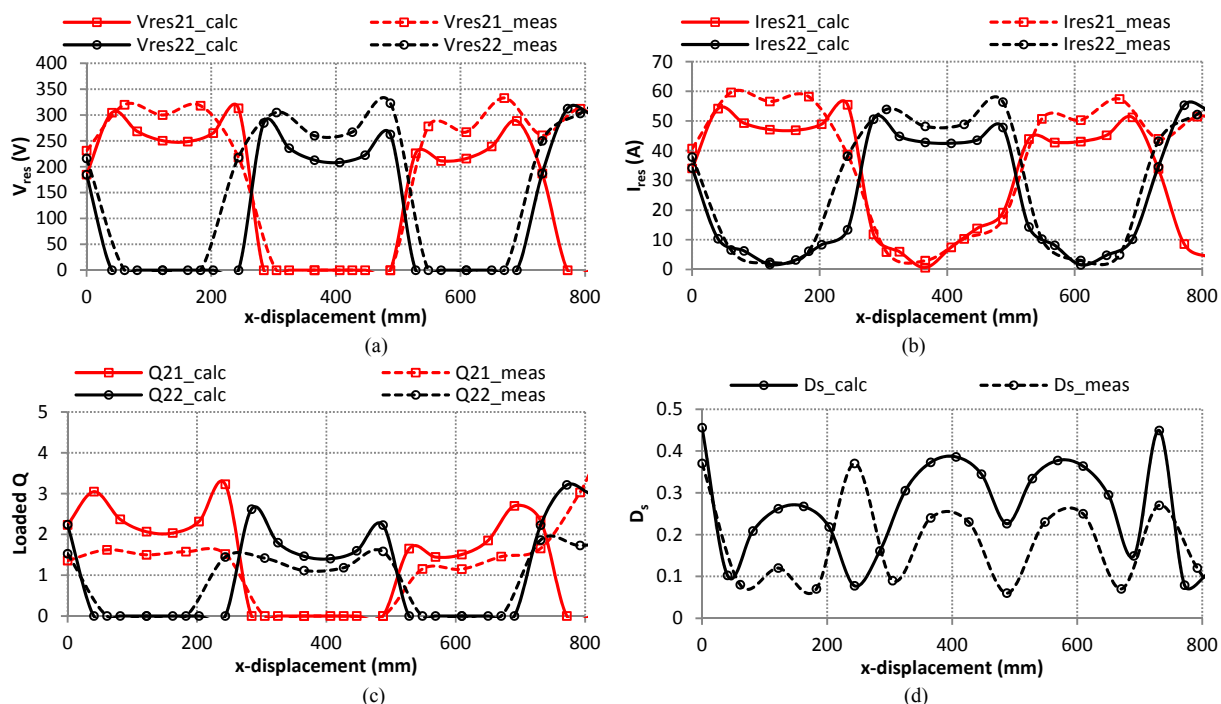 Vres21_calc Vres21_meas
Vres22_calc Vres22_meas
400
350
300
250
200
150
100
50
0
V_res (V)
0 200 400 600 800
x-displacement (mm)
(a)
Ires21_calc Ires21_meas
Ires22_calc Ires22_meas
70
60
50
40
30
20
10
0
I_res (A)
0 200 400 600 800
x-displacement (mm)
(b)
Q21_calc Q21_meas
Q22_calc Q22_meas
5
4
3
2
1
0
Loaded Q
0 200 400 600 800
x-displacement (mm)
(c)
Ds_calc Ds_meas
0.5
0.4
0.3
0.2
0.1
0
D_s
0 200 400 600 800
x-displacement (mm)
(d)